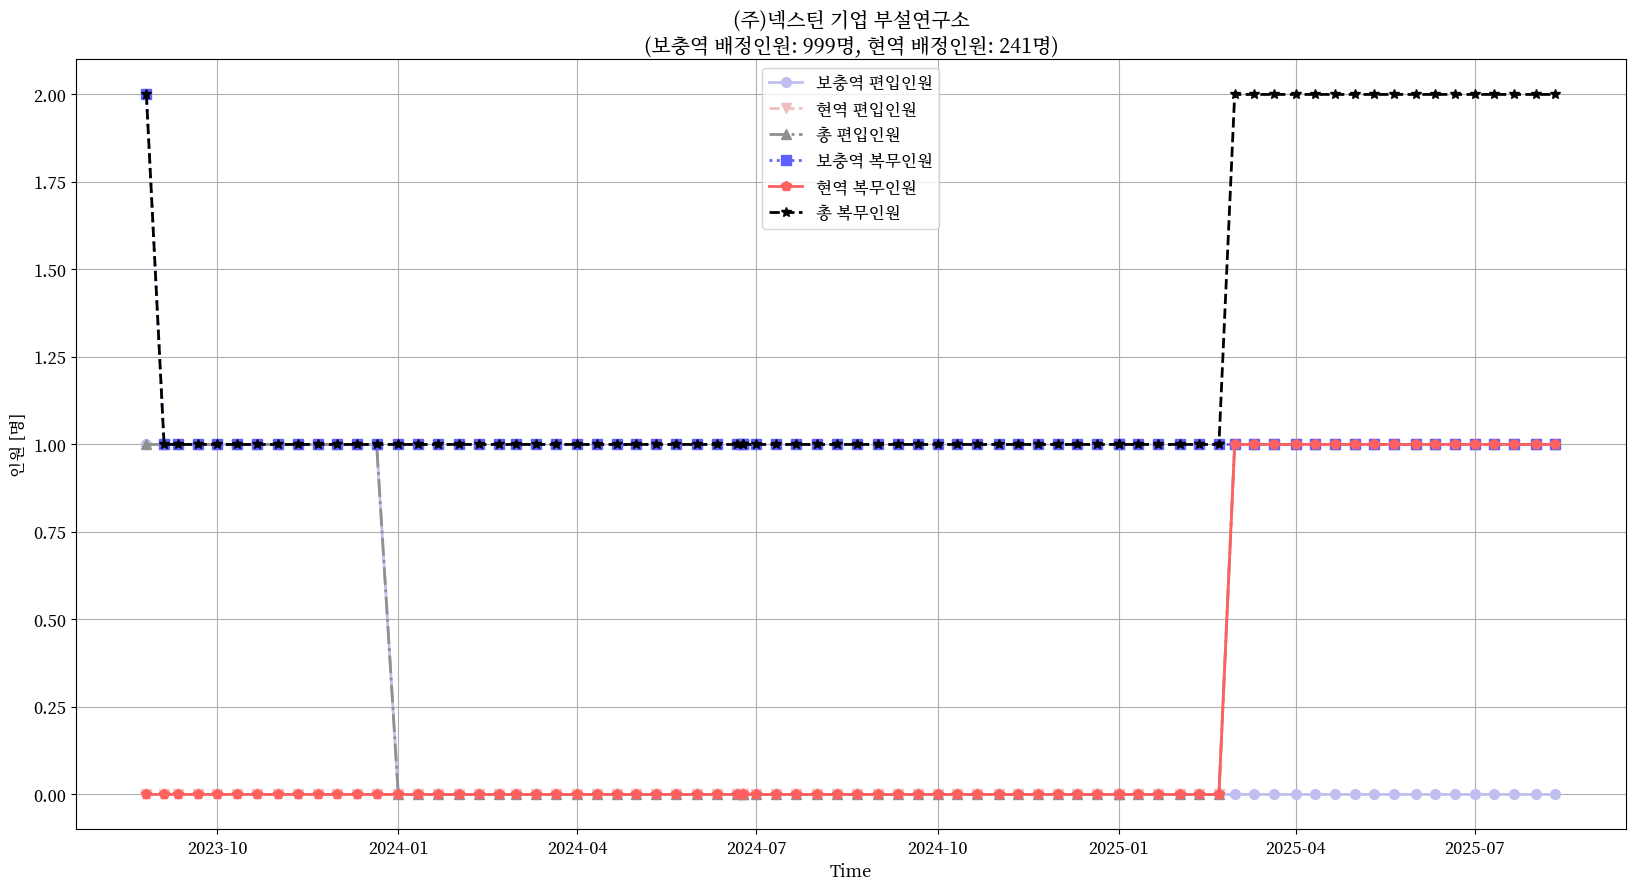 (주)넥스틴 기업 부설연구소
(보충역 배정인원: 999명, 현역 배정인원: 241명)
보충역 편입인원
현역 편입인원
총 편입인원
보충역 복무인원
현역 복무인원
총 복무인원
인원 [명]
2.00
1.75
1.50
1.25
1.00
0.75
0.50
0.25
0.00
2023-10
2024-01
2024-04
2024-07
2024-10
2025-01
2025-04
2025-07
Time